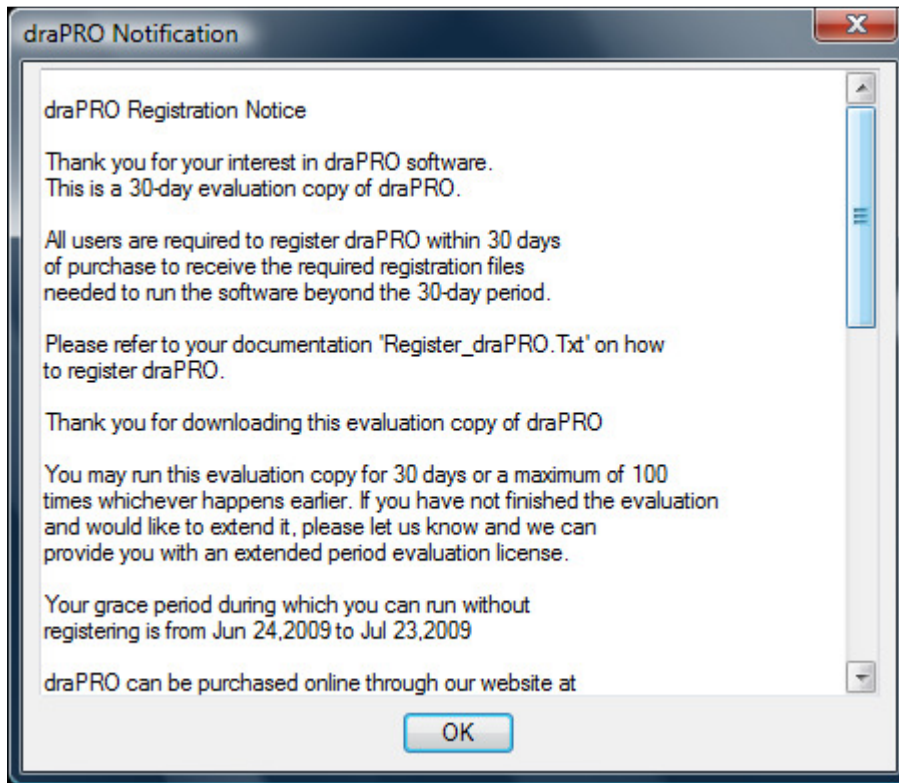 draPRO Notification
draPRO Registration Notice
Thank you for your interest in draPRO software.
This is a 30-day evaluation copy of draPRO.
All users are required to register draPRO within 30 days
of purchase to receive the required registration files
needed to run the software beyond the 30-day period.
Please refer to your documentation 'Register_draPRO.Txt' on how
to register draPRO.
Thank you for downloading this evaluation copy of draPRO
You may run this evaluation copy for 30 days or a maximum of 100
times whichever happens earlier. If you have not finished the evaluation
and would like to extend it, please let us know and we can
provide you with an extended period evaluation license.
Your grace period during which you can run without
registering is from Jun 24,2009 to Jul 23,2009
draPRO can be purchased online through our website at
OK